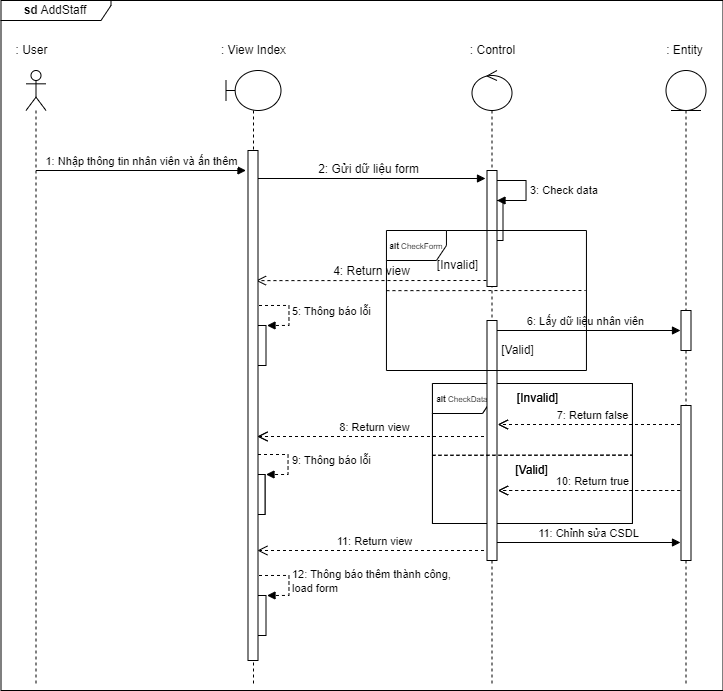 sd AddStaff
: User
: View Index
: Control
: Entity
1: Nhập thông tin nhân viên và ấn thêm
2: Gửi dữ liệu form
3: Check data
alt CheckForm
[Invalid]
4: Return view
5: Thông báo lỗi
6: Lấy dữ liệu nhân viên
[Valid]
alt CheckData
[Invalid]
7: Return false
8: Return view
9: Thông báo lỗi
[Valid]
10: Return true
11: Chỉnh sửa CSDL
11: Return view
12: Thông báo thêm thành công,
load form